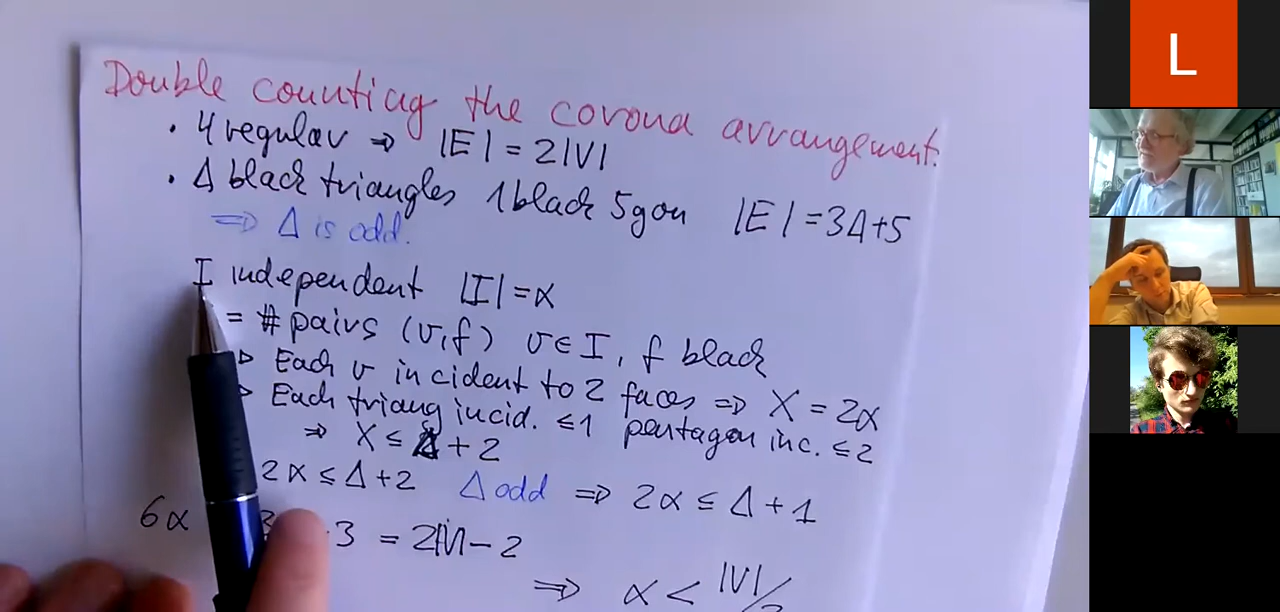 Double counting the corona arrangement.
• 4 regular ⇒ |E| = 2|V|
• Δ black triangles 1 black 5gon |E| = 3Δ+5
⇒ Δ is odd.
I independent |I| = α
= # pairs (v,f) v ∈ I, f black
▹ Each v incident to 2 faces ⇒ X = 2α
▹ Each triang incid. ≤ 1 pentagon inc. ≤ 2
⇒ X ≤ Δ + 2
2α ≤ Δ+2 Δ odd ⇒ 2α ≤ Δ + 1
6α 3 = 2|V| - 2
⇒ α < |V|/
L